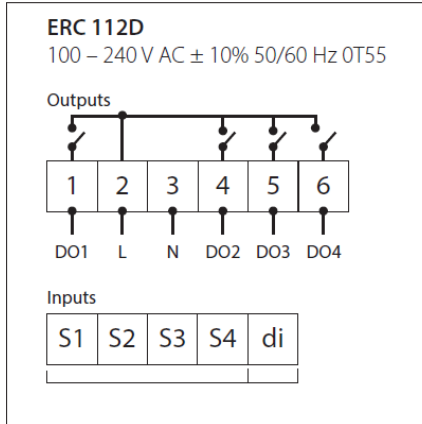 ERC 112D
100 – 240 V AC ± 10% 50/60 Hz 0T55
Outputs
1 2 3 4 5 6
DO1 L N DO2 DO3 DO4
Inputs
S1 S2 S3 S4 di